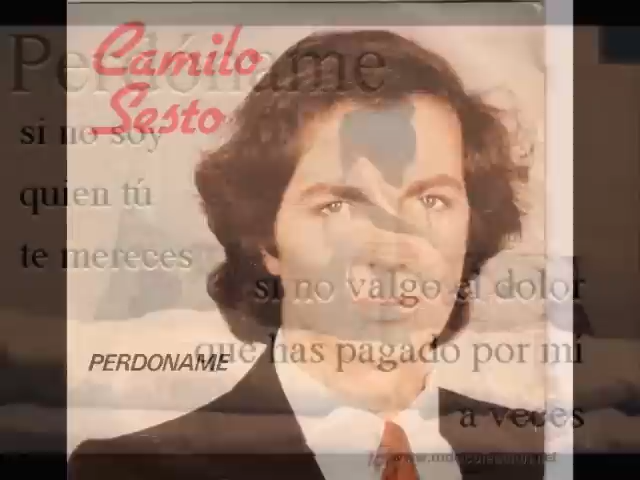 Perdóname
Camilo
Sesto
si no soy
quien tú
te mereces
si no valgo el dolor
PERDONAME
que has pagado por mí
a veces